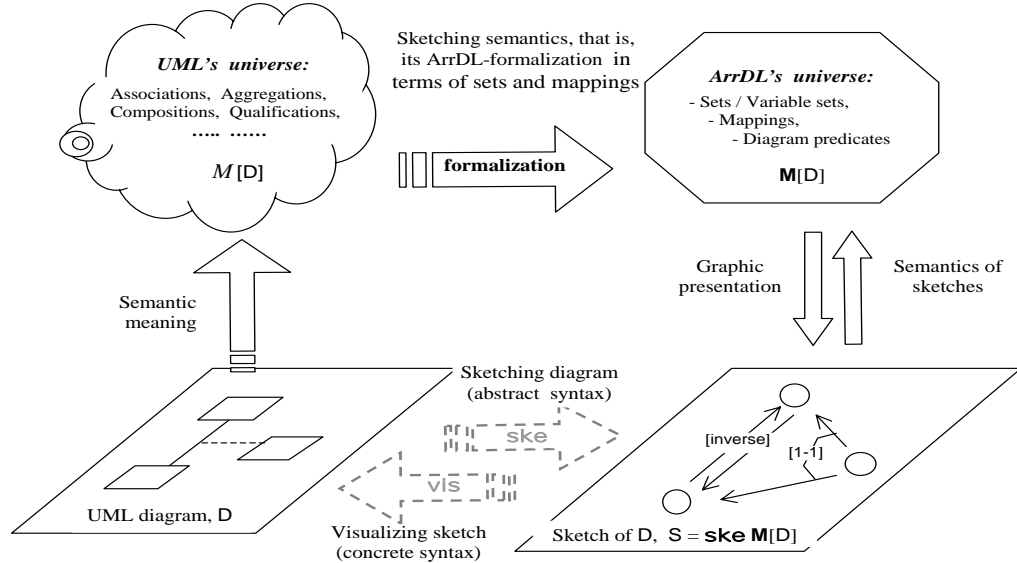 UML's universe:
Associations, Aggregations,
Compositions, Qualifications,
..... ......
M[D]
Sketching semantics, that is,
its ArrDL-formalization in
terms of sets and mappings
formalization
ArrDL's universe:
- Sets / Variable sets,
- Mappings,
- Diagram predicates
M[D]
Semantic
meaning
Graphic
presentation
Semantics of
sketches
Sketching diagram
(abstract syntax)
ske
vis
Visualizing sketch
(concrete syntax)
UML diagram, D
[inverse]
[1-1]
Sketch of D, S = ske M[D]